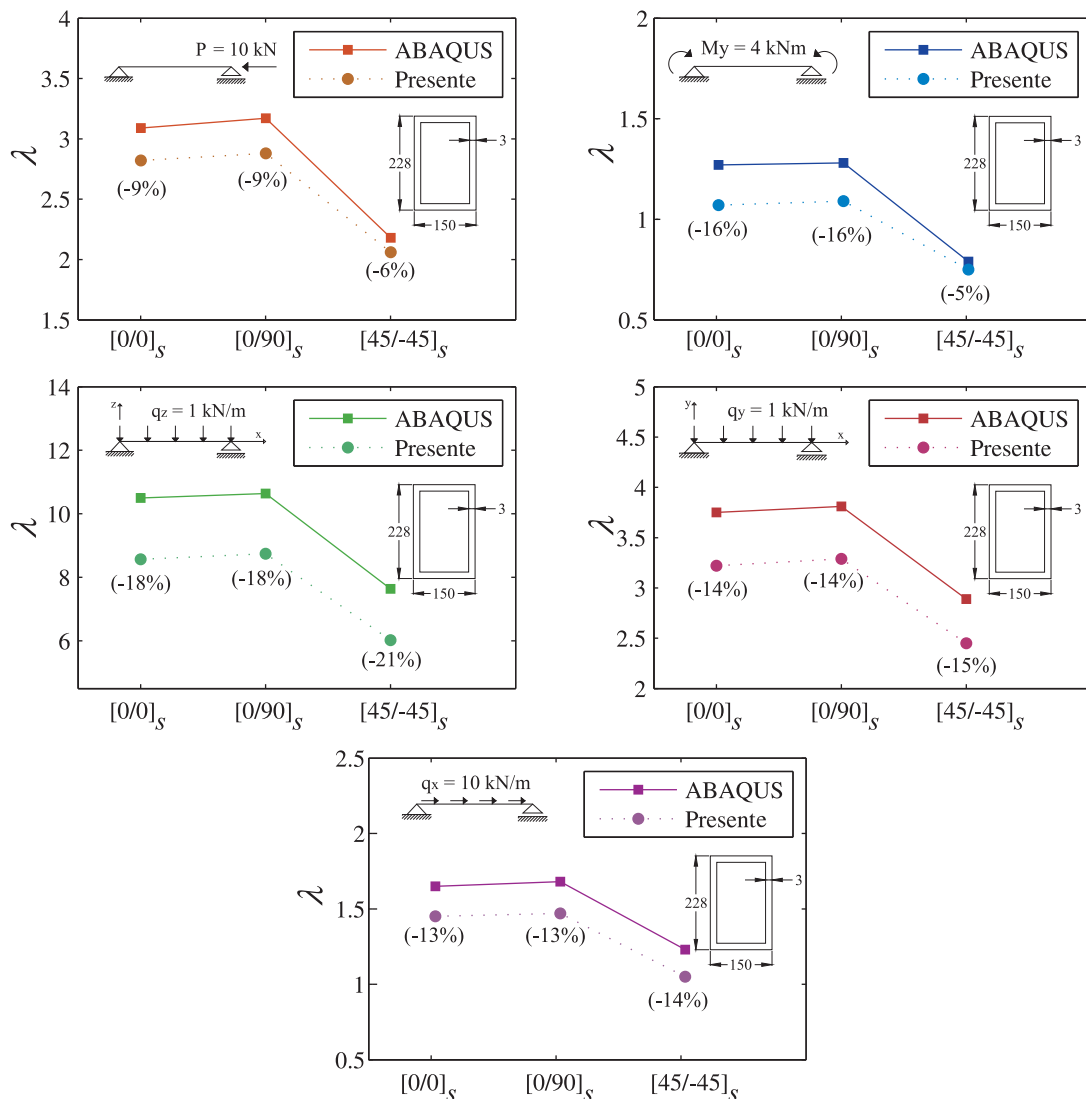 4
3.5
3
2.5
2
1.5
λ
P = 10 kN
ABAQUS
Presente
228
3
150
(-9%)
(-9%)
(-6%)
[0/0]s
[0/90]s
[45/-45]s
2
1.5
1
0.5
λ
My = 4 kNm
ABAQUS
Presente
228
3
150
(-16%)
(-16%)
(-5%)
[0/0]s
[0/90]s
[45/-45]s
14
12
10
8
6
λ
z
qz = 1 kN/m
x
ABAQUS
Presente
228
3
150
(-18%)
(-18%)
(-21%)
[0/0]s
[0/90]s
[45/-45]s
5
4.5
4
3.5
3
2.5
2
λ
y
qy = 1 kN/m
x
ABAQUS
Presente
228
3
150
(-14%)
(-14%)
(-15%)
[0/0]s
[0/90]s
[45/-45]s
2.5
2
1.5
1
0.5
λ
qx = 10 kN/m
ABAQUS
Presente
228
3
150
(-13%)
(-13%)
(-14%)
[0/0]s
[0/90]s
[45/-45]s